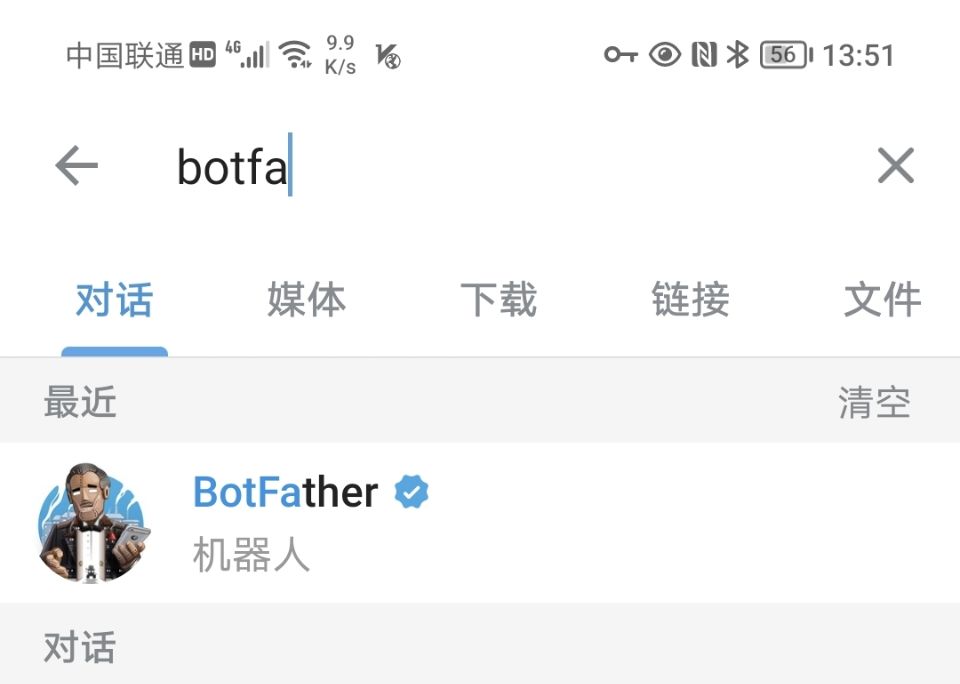 中国联通 HD 4G 9.9 K/s 56 13:51
botfa
对话 媒体 下载 链接 文件
最近 清空
BotFather
机器人
对话